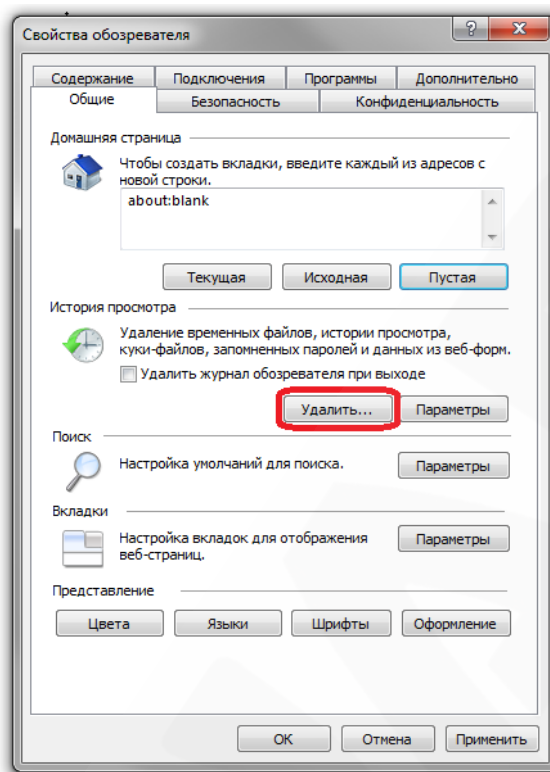 Свойства обозревателя
Содержание Подключения Программы Дополнительно
Общие Безопасность Конфиденциальность
Домашняя страница
Чтобы создать вкладки, введите каждый из адресов с
новой строки.
about:blank
Текущая Исходная Пустая
История просмотра
Удаление временных файлов, истории просмотра,
куки-файлов, запомненных паролей и данных из веб-форм.
Удалить журнал обозревателя при выходе
Удалить... Параметры
Поиск
Настройка умолчаний для поиска. Параметры
Вкладки
Настройка вкладок для отображения
веб-страниц. Параметры
Представление
Цвета Языки Шрифты Оформление
ОК Отмена Применить